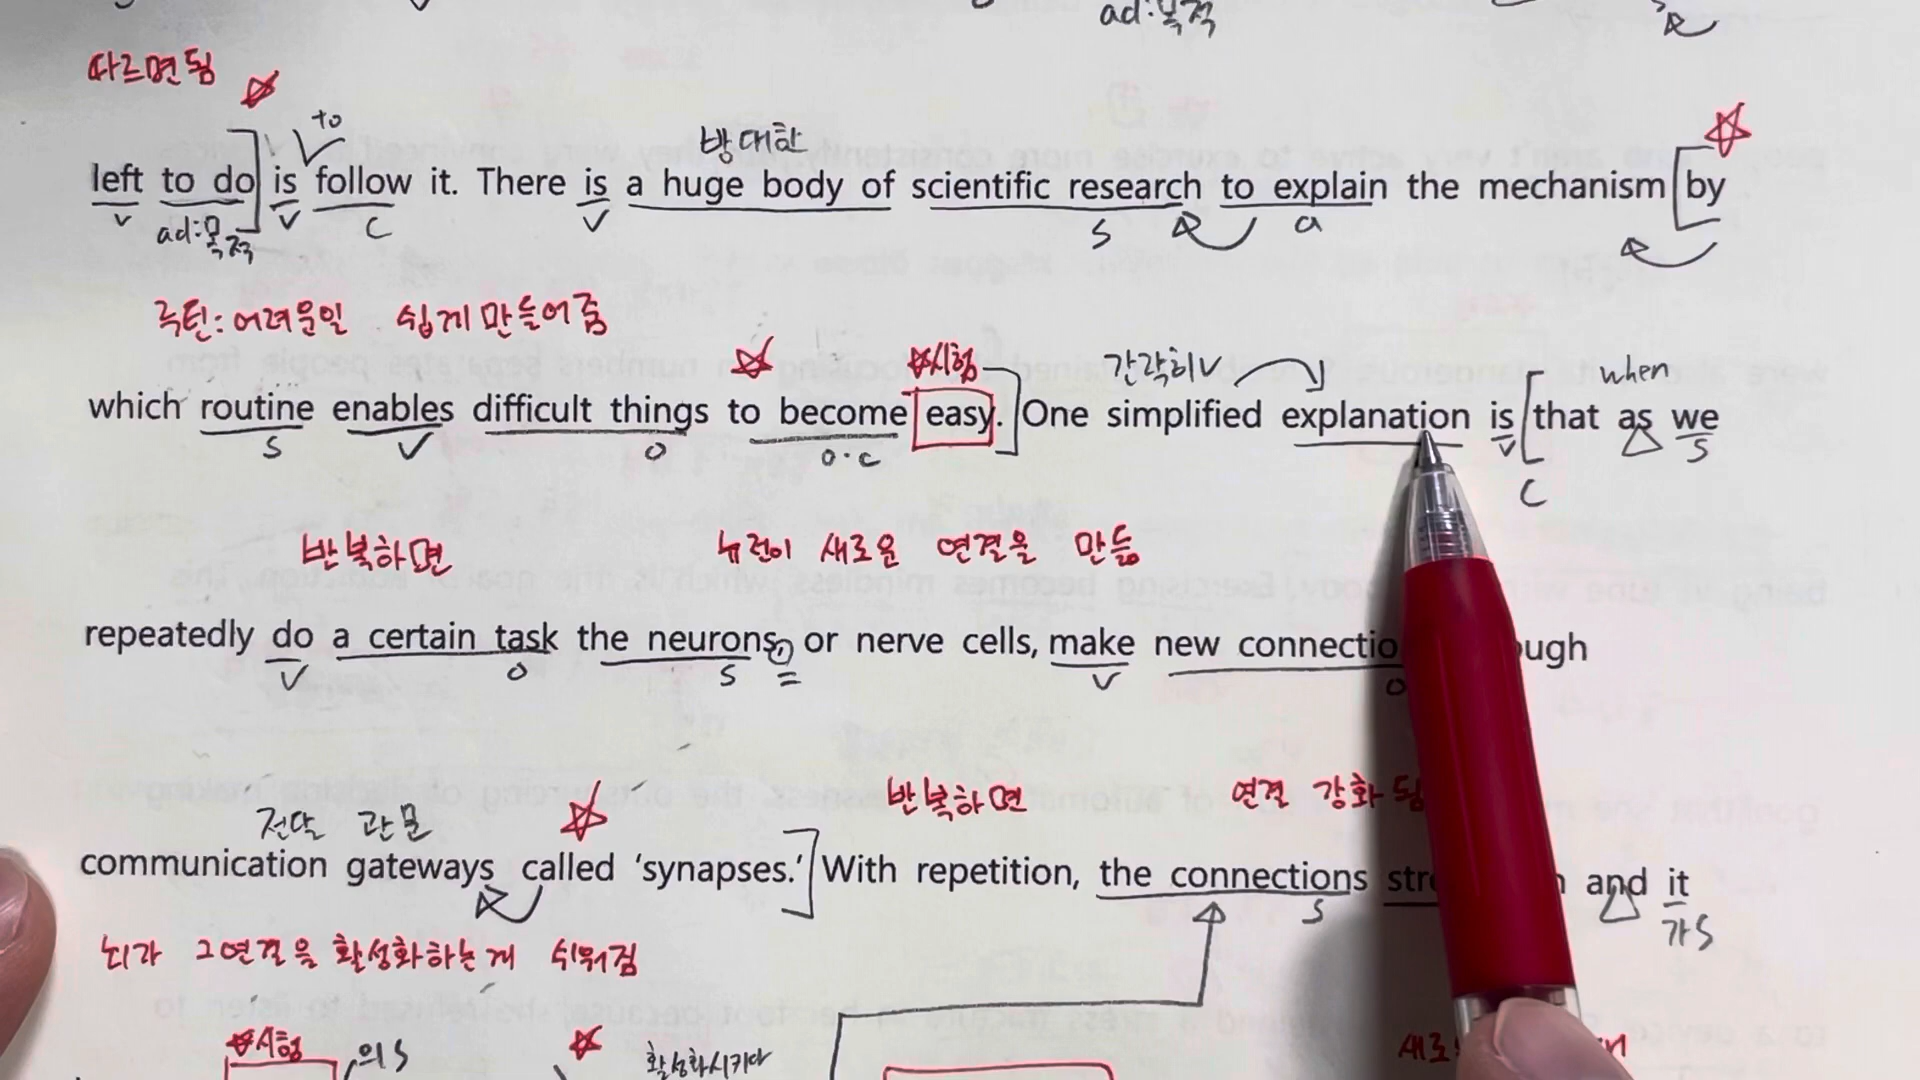 ad:목적
따르면 됨
to
방대한
left to do is follow it. There is a huge body of scientific research to explain the mechanism by
v ad:목적 v c v s a
루틴: 어려운일 쉽게 만들어줌
시험 간략히 v when
which routine enables difficult things to become easy. One simplified explanation is that as we
s v o o.c v c s
반복하면 뉴런이 새로운 연결을 만듦
repeatedly do a certain task the neurons, or nerve cells, make new
v o s = v o
반복하면 연결 강화 됨
전달 관문
communication gateways called ‘synapses.’ With repetition, the connections and it
s 가S
뇌가 그 연결을 활성화하는 게 쉬워짐
시험 의S 활성화시키다